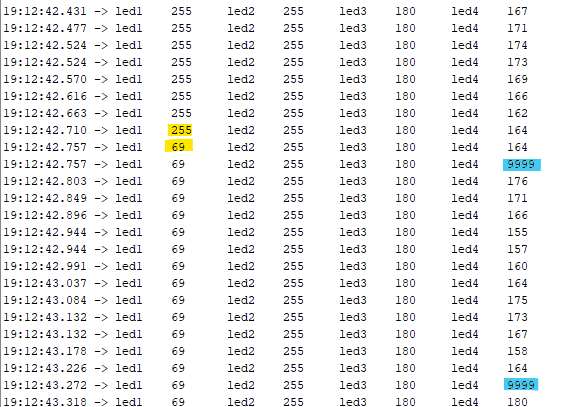 19:12:42.431 -> led1 255 led2 255 led3 180 led4 167
19:12:42.477 -> led1 255 led2 255 led3 180 led4 171
19:12:42.524 -> led1 255 led2 255 led3 180 led4 174
19:12:42.524 -> led1 255 led2 255 led3 180 led4 173
19:12:42.570 -> led1 255 led2 255 led3 180 led4 169
19:12:42.616 -> led1 255 led2 255 led3 180 led4 166
19:12:42.663 -> led1 255 led2 255 led3 180 led4 162
19:12:42.710 -> led1 255 led2 255 led3 180 led4 164
19:12:42.757 -> led1 69 led2 255 led3 180 led4 164
19:12:42.757 -> led1 69 led2 255 led3 180 led4 9999
19:12:42.803 -> led1 69 led2 255 led3 180 led4 176
19:12:42.849 -> led1 69 led2 255 led3 180 led4 171
19:12:42.896 -> led1 69 led2 255 led3 180 led4 166
19:12:42.944 -> led1 69 led2 255 led3 180 led4 155
19:12:42.944 -> led1 69 led2 255 led3 180 led4 157
19:12:42.991 -> led1 69 led2 255 led3 180 led4 160
19:12:43.037 -> led1 69 led2 255 led3 180 led4 164
19:12:43.084 -> led1 69 led2 255 led3 180 led4 175
19:12:43.132 -> led1 69 led2 255 led3 180 led4 173
19:12:43.132 -> led1 69 led2 255 led3 180 led4 167
19:12:43.178 -> led1 69 led2 255 led3 180 led4 158
19:12:43.226 -> led1 69 led2 255 led3 180 led4 164
19:12:43.272 -> led1 69 led2 255 led3 180 led4 9999
19:12:43.318 -> led1 69 led2 255 led3 180 led4 180